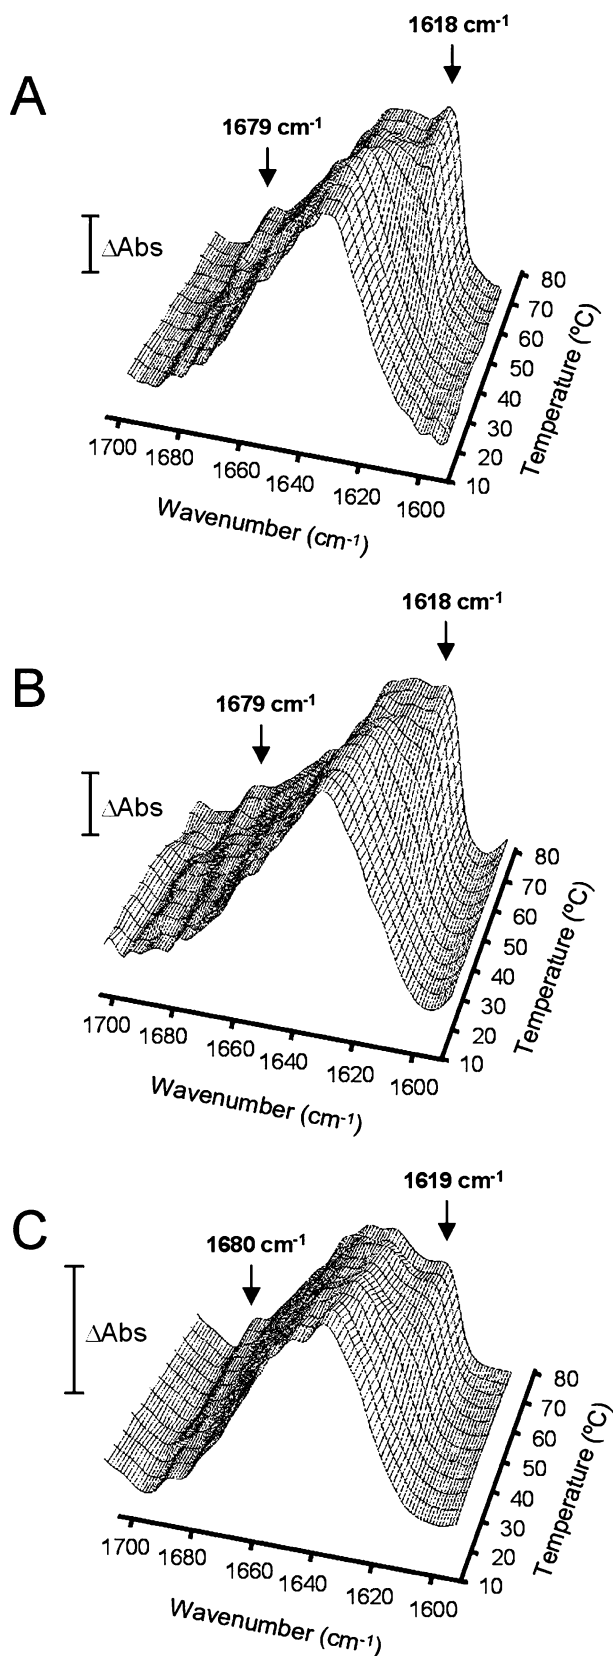 1618 cm-1
A
1679 cm-1
ΔAbs
80
70
60
50
40
30
20
10
Temperature (ºC)
1700
1680
1660
1640
1620
1600
Wavenumber (cm-1)
1618 cm-1
B
1679 cm-1
ΔAbs
80
70
60
50
40
30
20
10
Temperature (ºC)
1700
1680
1660
1640
1620
1600
Wavenumber (cm-1)
1619 cm-1
C
1680 cm-1
ΔAbs
80
70
60
50
40
30
20
10
Temperature (ºC)
1700
1680
1660
1640
1620
1600
Wavenumber (cm-1)